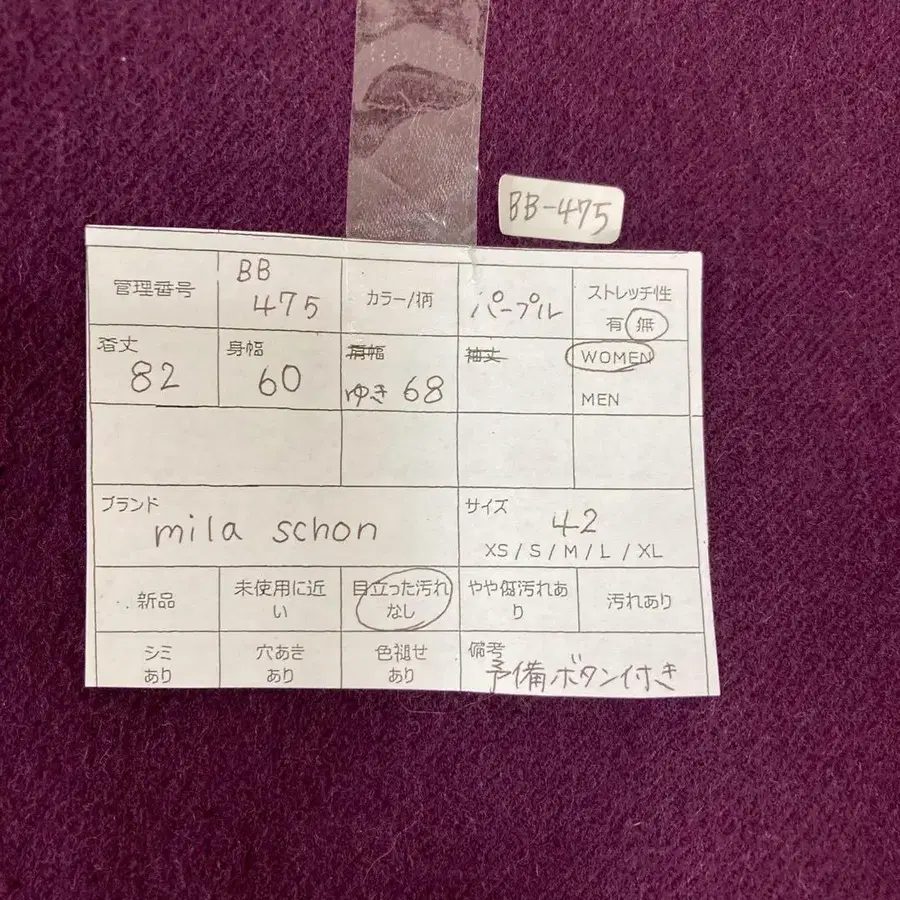 BB-475
管理番号
BB
475
カラー/柄
パープル
ストレッチ性
有 無
着丈
82
身幅
60
肩幅
ゆき 68
袖丈
WOMEN
MEN
ブランド
mila schon
サイズ
42
XS / S / M / L / XL
新品
未使用に近
い
目立った汚れ
なし
やや傷汚れあ
り
汚れあり
シミ
あり
穴あき
あり
色褪せ
あり
備考
予備ボタン付き